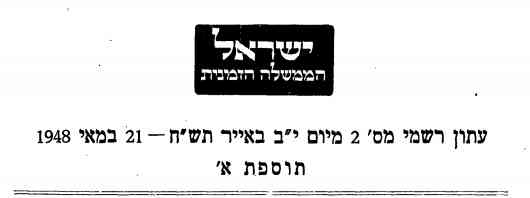 ישראל
הממשלה הזמנית
עתון רשמי מס' 2 מיום י"ב באייר תש"ח — 21 במאי 1948
תוספת א'